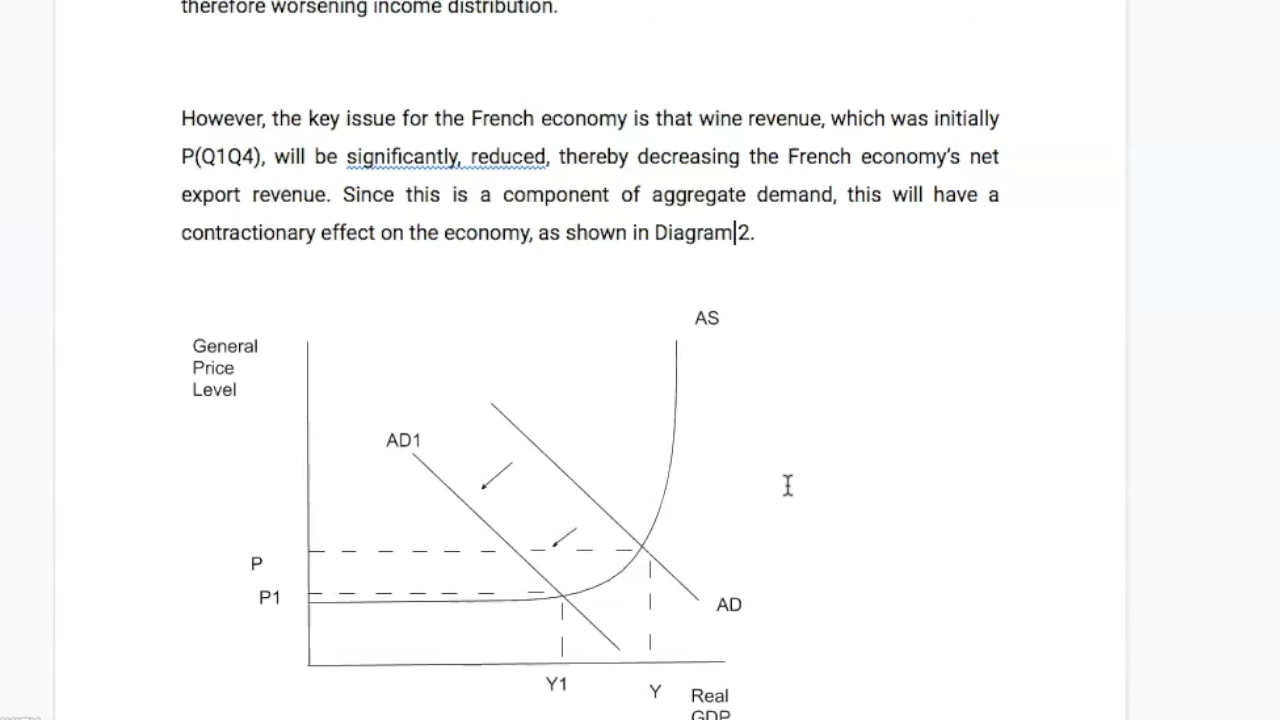 therefore worsening income distribution.
However, the key issue for the French economy is that wine revenue, which was initially
P(Q1Q4), will be significantly, reduced, thereby decreasing the French economy's net
export revenue. Since this is a component of aggregate demand, this will have a
contractionary effect on the economy, as shown in Diagram 2.
AS
General
Price
Level
AD1
P
P1
AD
Y1
Y
Real
GDP